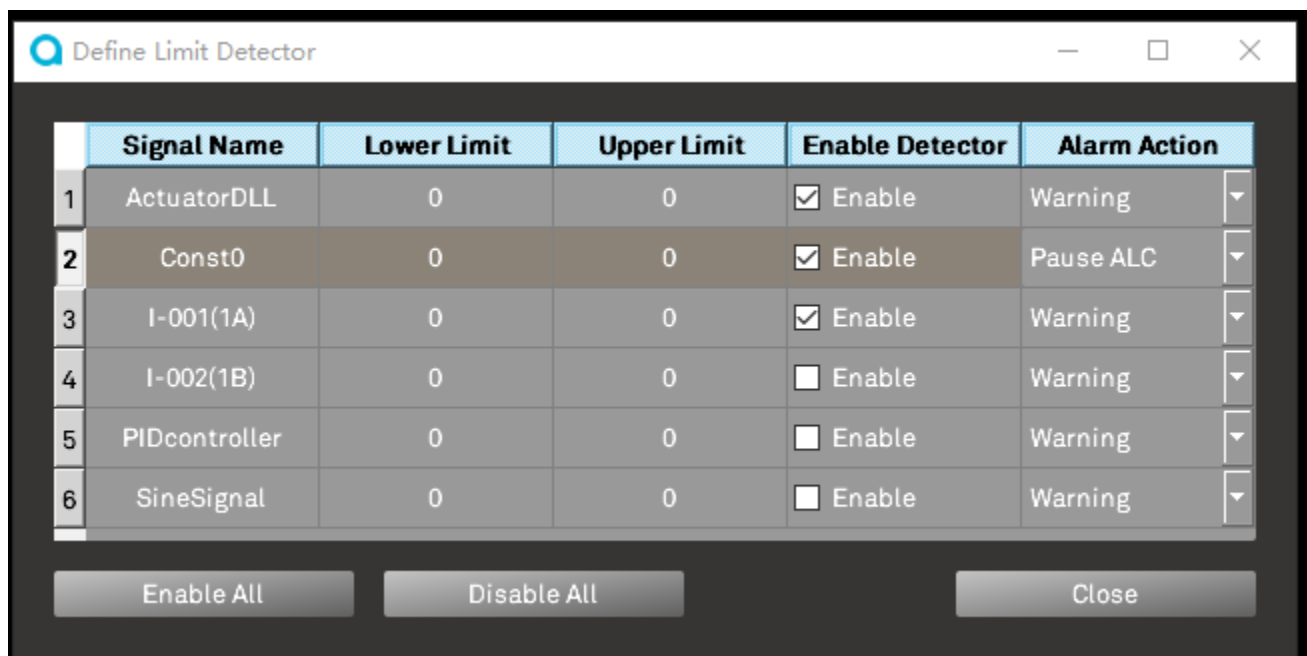 Define Limit Detector
Signal Name Lower Limit Upper Limit Enable Detector Alarm Action
1 ActuatorDLL 0 0 Enable Warning
2 Const0 0 0 Enable Pause ALC
3 I-001(1A) 0 0 Enable Warning
4 I-002(1B) 0 0 Enable Warning
5 PIDcontroller 0 0 Enable Warning
6 SineSignal 0 0 Enable Warning
Enable All Disable All Close